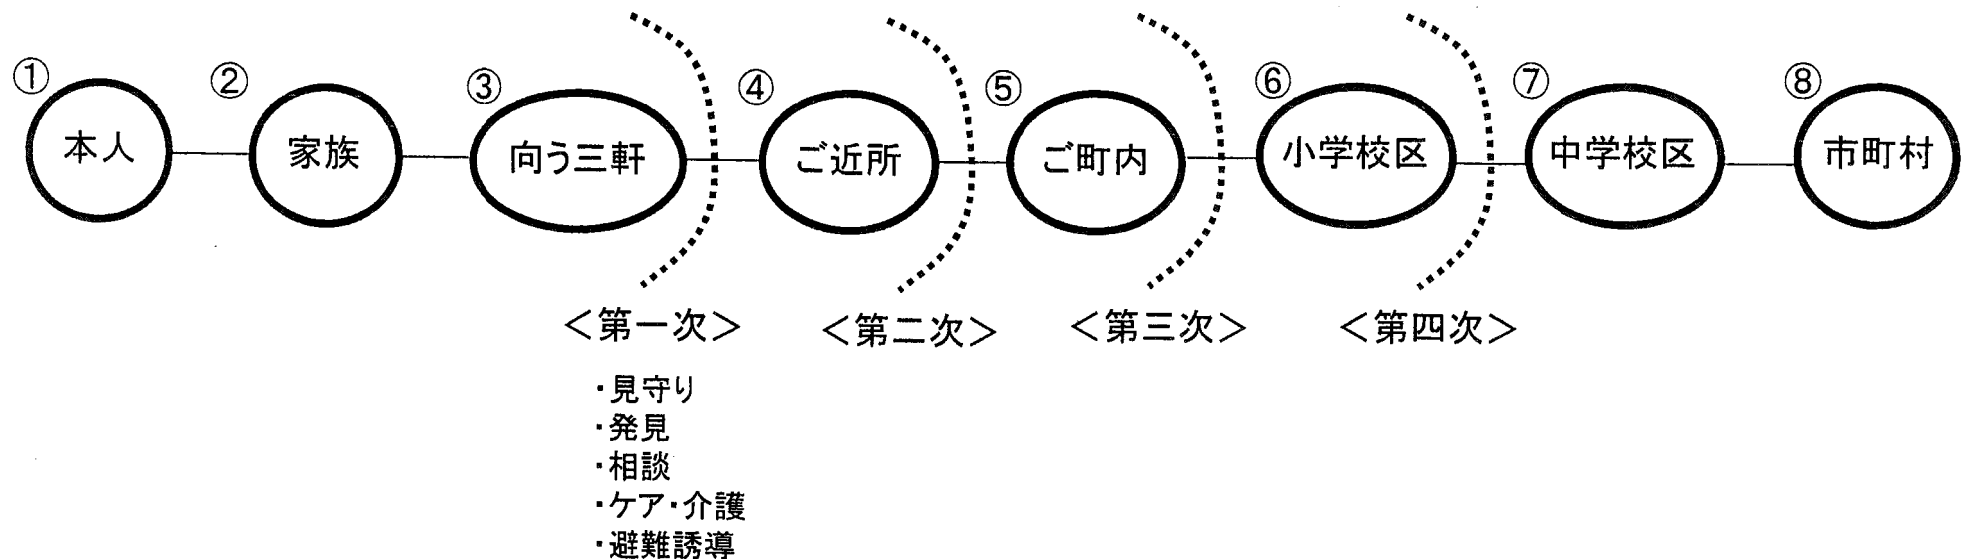 ① ② ③ ④ ⑤ ⑥ ⑦ ⑧
本人 家族 向う三軒 ご近所 ご町内 小学校区 中学校区 市町村
＜第一次＞ ＜第二次＞ ＜第三次＞ ＜第四次＞
・見守り
・発見
・相談
・ケア・介護
・避難誘導